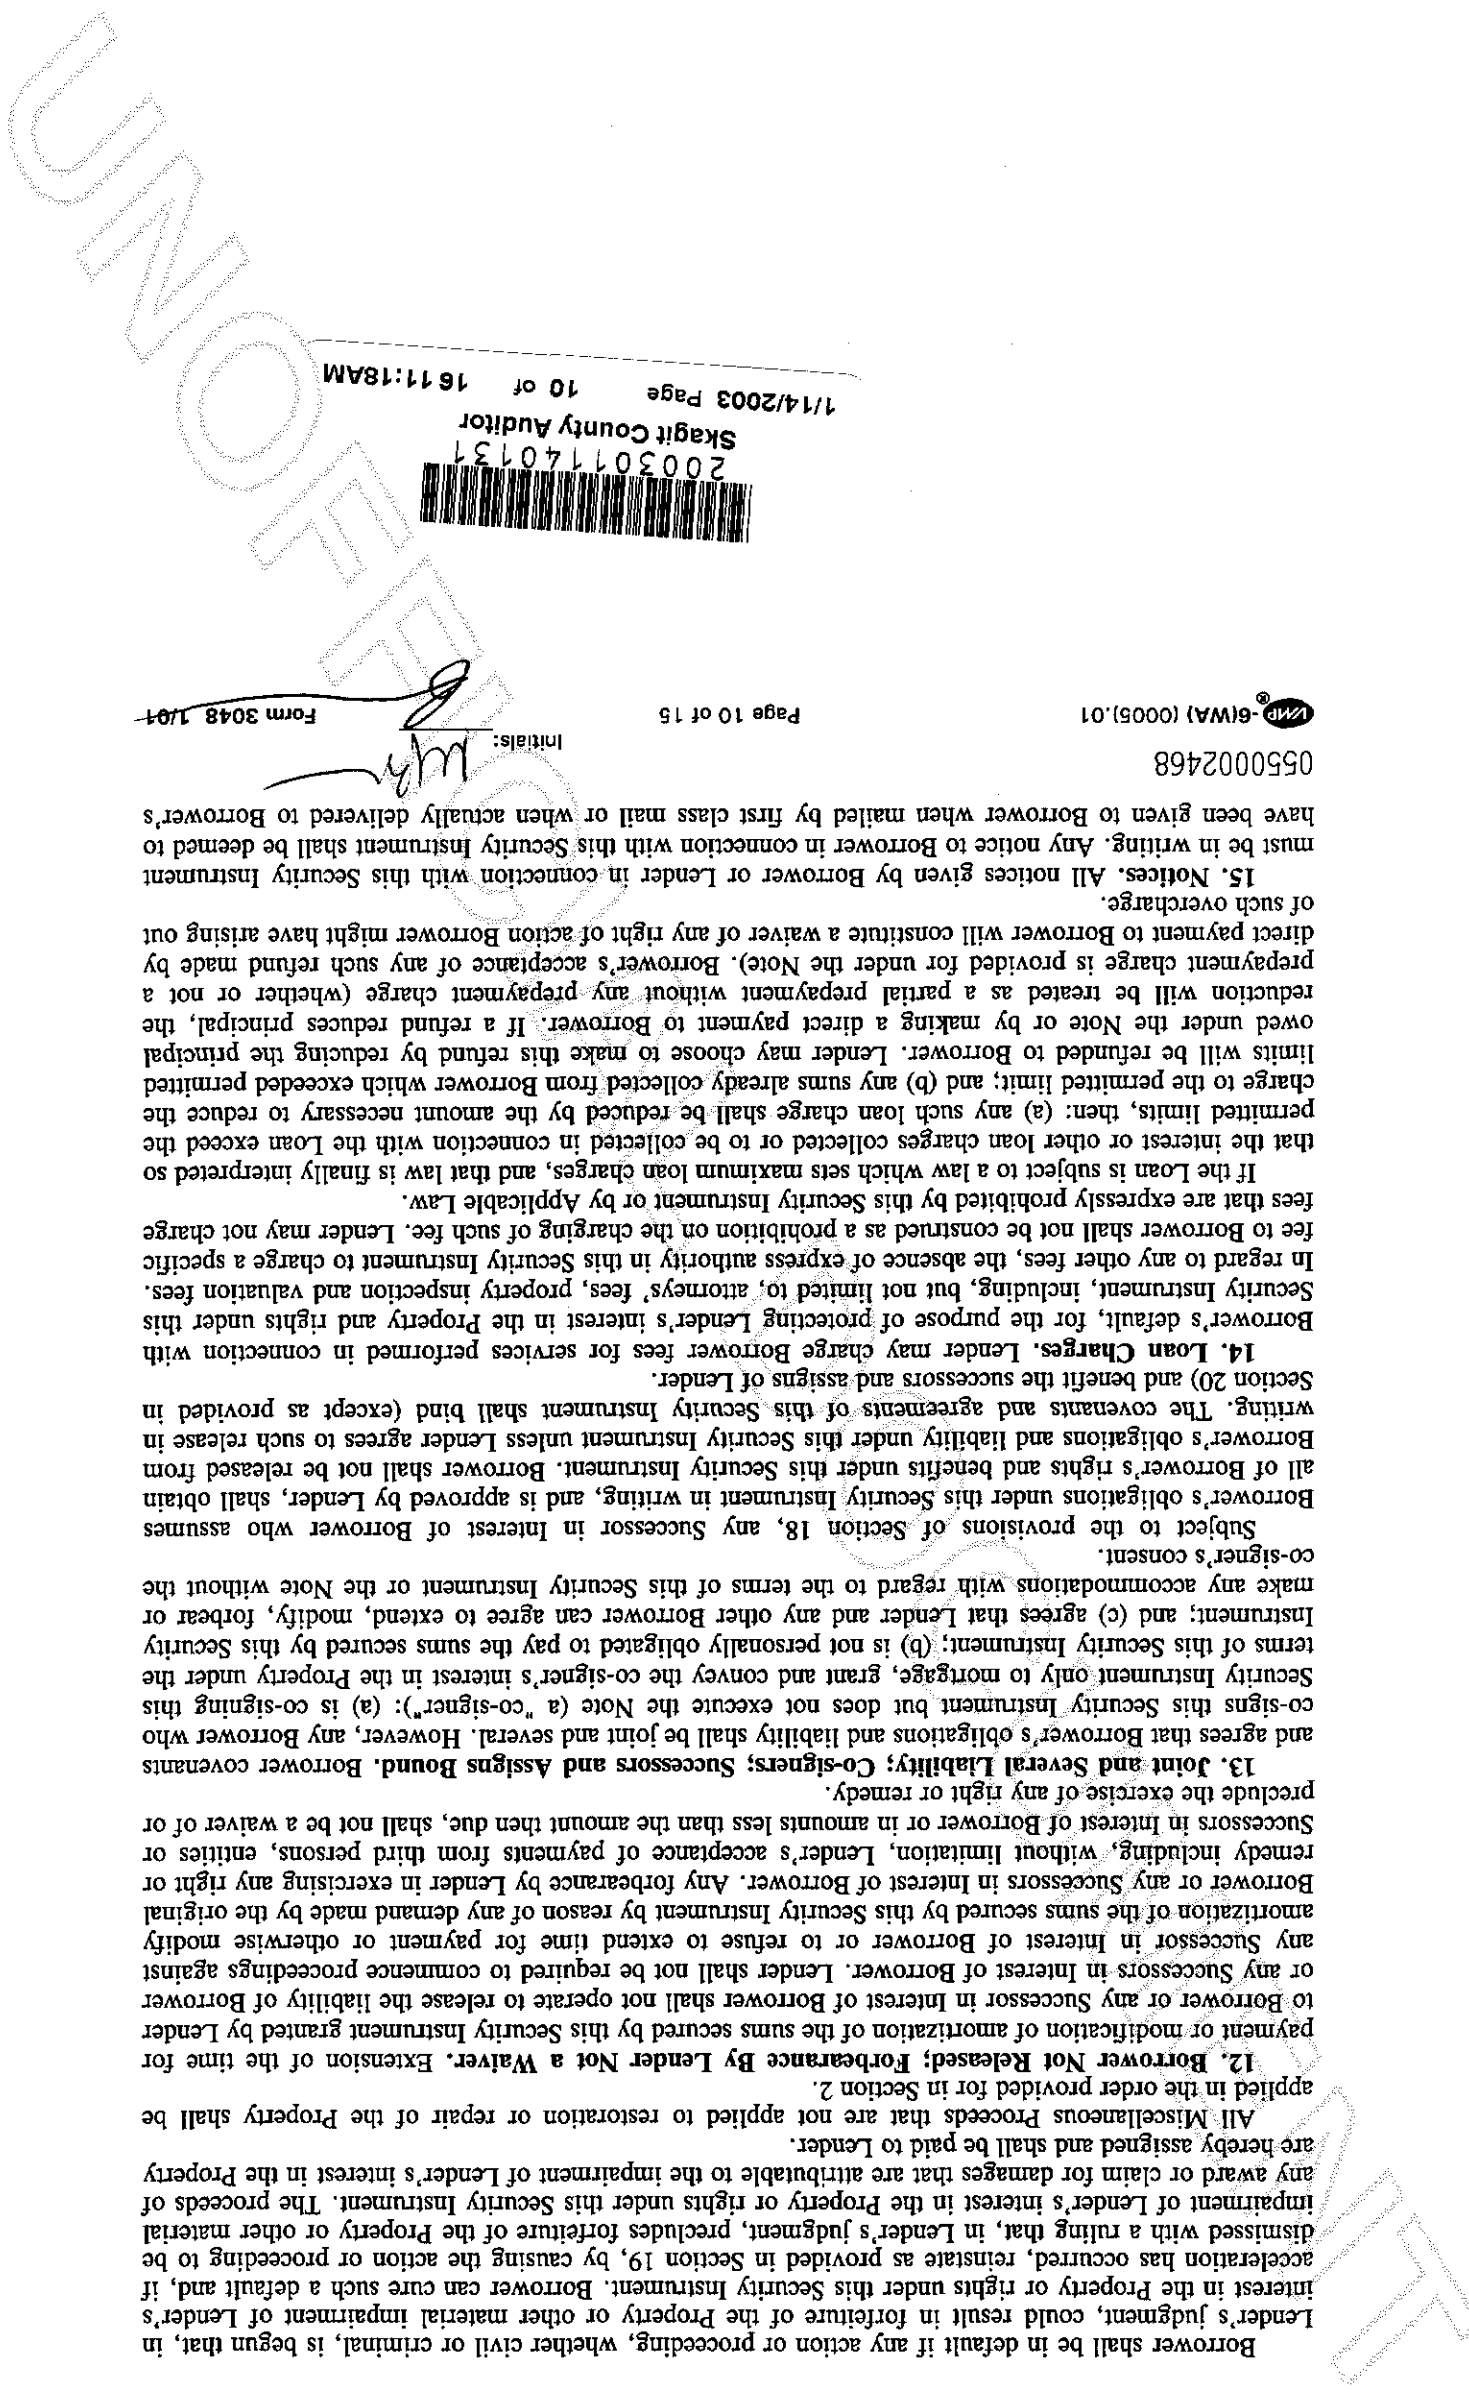 Borrower shall be in default if any action or proceeding, whether civil or criminal, is begun that, in
Lender's judgment, could result in forfeiture of the Property or other material impairment of Lender's
interest in the Property or rights under this Security Instrument. Borrower can cure such a default and, if
acceleration has occurred, reinstate as provided in Section 19, by causing the action or proceeding to be
dismissed with a ruling that, in Lender's judgment, precludes forfeiture of the Property or other material
impairment of Lender's interest in the Property or rights under this Security Instrument. The proceeds of
any award or claim for damages that are attributable to the impairment of Lender's interest in the Property
are hereby assigned and shall be paid to Lender.
All Miscellaneous Proceeds that are not applied to restoration or repair of the Property shall be
applied in the order provided for in Section 2.
12. Borrower Not Released; Forbearance By Lender Not a Waiver. Extension of the time for
payment or modification of amortization of the sums secured by this Security Instrument granted by Lender
to Borrower or any Successor in Interest of Borrower shall not operate to release the liability of Borrower
or any Successors in Interest of Borrower. Lender shall not be required to commence proceedings against
any Successor in Interest of Borrower or to refuse to extend time for payment or otherwise modify
amortization of the sums secured by this Security Instrument by reason of any demand made by the original
Borrower or any Successors in Interest of Borrower. Any forbearance by Lender in exercising any right or
remedy including, without limitation, Lender's acceptance of payments from third persons, entities or
Successors in Interest of Borrower or in amounts less than the amount then due, shall not be a waiver of or
preclude the exercise of any right or remedy.
13. Joint and Several Liability; Co-signers; Successors and Assigns Bound. Borrower covenants
and agrees that Borrower's obligations and liability shall be joint and several. However, any Borrower who
co-signs this Security Instrument but does not execute the Note (a "co-signer"): (a) is co-signing this
Security Instrument only to mortgage, grant and convey the co-signer's interest in the Property under the
terms of this Security Instrument; (b) is not personally obligated to pay the sums secured by this Security
Instrument; and (c) agrees that Lender and any other Borrower can agree to extend, modify, forbear or
make any accommodations with regard to the terms of this Security Instrument or the Note without the
co-signer's consent.
Subject to the provisions of Section 18, any Successor in Interest of Borrower who assumes
Borrower's obligations under this Security Instrument in writing, and is approved by Lender, shall obtain
all of Borrower's rights and benefits under this Security Instrument. Borrower shall not be released from
Borrower's obligations and liability under this Security Instrument unless Lender agrees to such release in
writing. The covenants and agreements of this Security Instrument shall bind (except as provided in
Section 20) and benefit the successors and assigns of Lender.
14. Loan Charges. Lender may charge Borrower fees for services performed in connection with
Borrower's default, for the purpose of protecting Lender's interest in the Property and rights under this
Security Instrument, including, but not limited to, attorneys' fees, property inspection and valuation fees.
In regard to any other fees, the absence of express authority in this Security Instrument to charge a specific
fee to Borrower shall not be construed as a prohibition on the charging of such fee. Lender may not charge
fees that are expressly prohibited by this Security Instrument or by Applicable Law.
If the Loan is subject to a law which sets maximum loan charges, and that law is finally interpreted so
that the interest or other loan charges collected or to be collected in connection with the Loan exceed the
permitted limits, then: (a) any such loan charge shall be reduced by the amount necessary to reduce the
charge to the permitted limit; and (b) any sums already collected from Borrower which exceeded permitted
limits will be refunded to Borrower. Lender may choose to make this refund by reducing the principal
owed under the Note or by making a direct payment to Borrower. If a refund reduces principal, the
reduction will be treated as a partial prepayment without any prepayment charge (whether or not a
prepayment charge is provided for under the Note). Borrower's acceptance of any such refund made by
direct payment to Borrower will constitute a waiver of any right of action Borrower might have arising out
of such overcharge.
15. Notices. All notices given by Borrower or Lender in connection with this Security Instrument
must be in writing. Any notice to Borrower in connection with this Security Instrument shall be deemed to
have been given to Borrower when mailed by first class mail or when actually delivered to Borrower's
0550002468
Initials:
VMP®-6(WA) (0005).01 Page 10 of 15 Form 3048 1/01
200301140131
Skagit County Auditor
1/14/2003 Page 10 of 16 11:18AM
UNOFFICIAL DOCUMENT